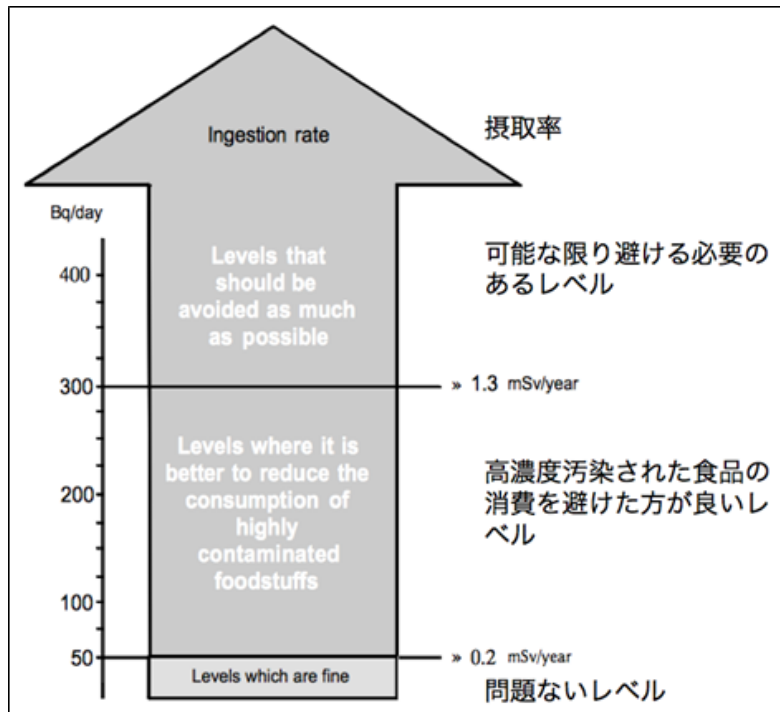 Ingestion rate
摂取率
Bq/day
Levels that
should be
avoided as much
as possible
可能な限り避ける必要の
あるレベル
400
300
» 1.3 mSv/year
Levels where it is
better to reduce the
consumption of
highly
contaminated
foodstuffs
高濃度汚染された食品の
消費を避けた方が良いレ
ベル
200
100
50
» 0.2 mSv/year
Levels which are fine
問題ないレベル